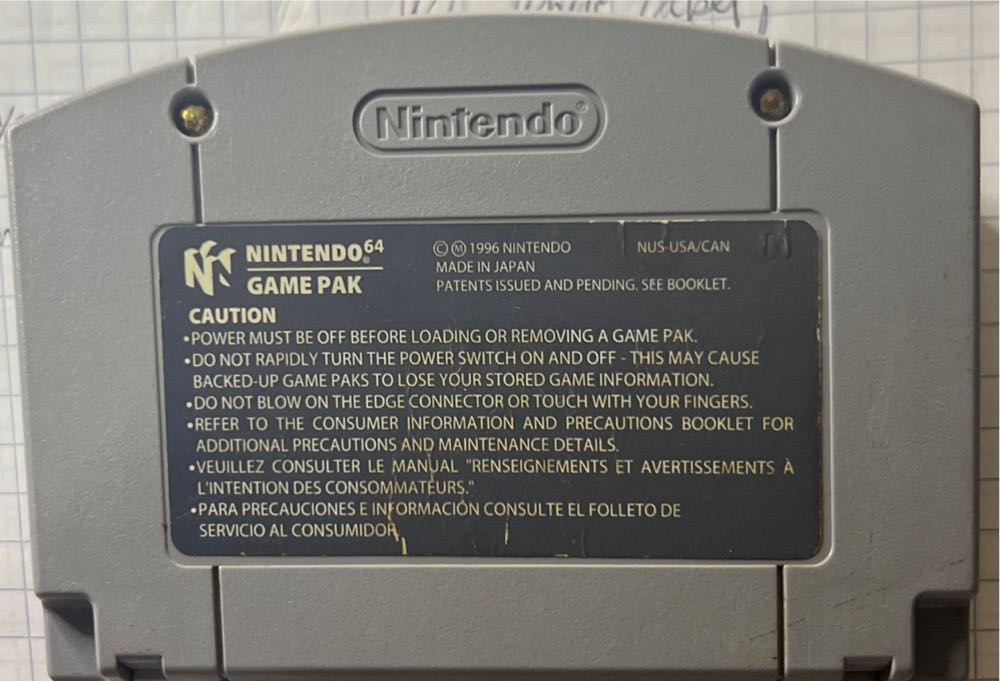 Nintendo®
NINTENDO®64
GAME PAK
ⒸⓂ 1996 NINTENDO
MADE IN JAPAN
PATENTS ISSUED AND PENDING. SEE BOOKLET.
NUS-USA/CAN
CAUTION
•POWER MUST BE OFF BEFORE LOADING OR REMOVING A GAME PAK.
•DO NOT RAPIDLY TURN THE POWER SWITCH ON AND OFF - THIS MAY CAUSE
BACKED-UP GAME PAKS TO LOSE YOUR STORED GAME INFORMATION.
•DO NOT BLOW ON THE EDGE CONNECTOR OR TOUCH WITH YOUR FINGERS.
•REFER TO THE CONSUMER INFORMATION AND PRECAUTIONS BOOKLET FOR
ADDITIONAL PRECAUTIONS AND MAINTENANCE DETAILS.
•VEUILLEZ CONSULTER LE MANUAL "RENSEIGNEMENTS ET AVERTISSEMENTS À
L'INTENTION DES CONSOMMATEURS."
•PARA PRECAUCIONES E INFORMACIÓN CONSULTE EL FOLLETO DE
SERVICIO AL CONSUMIDOR